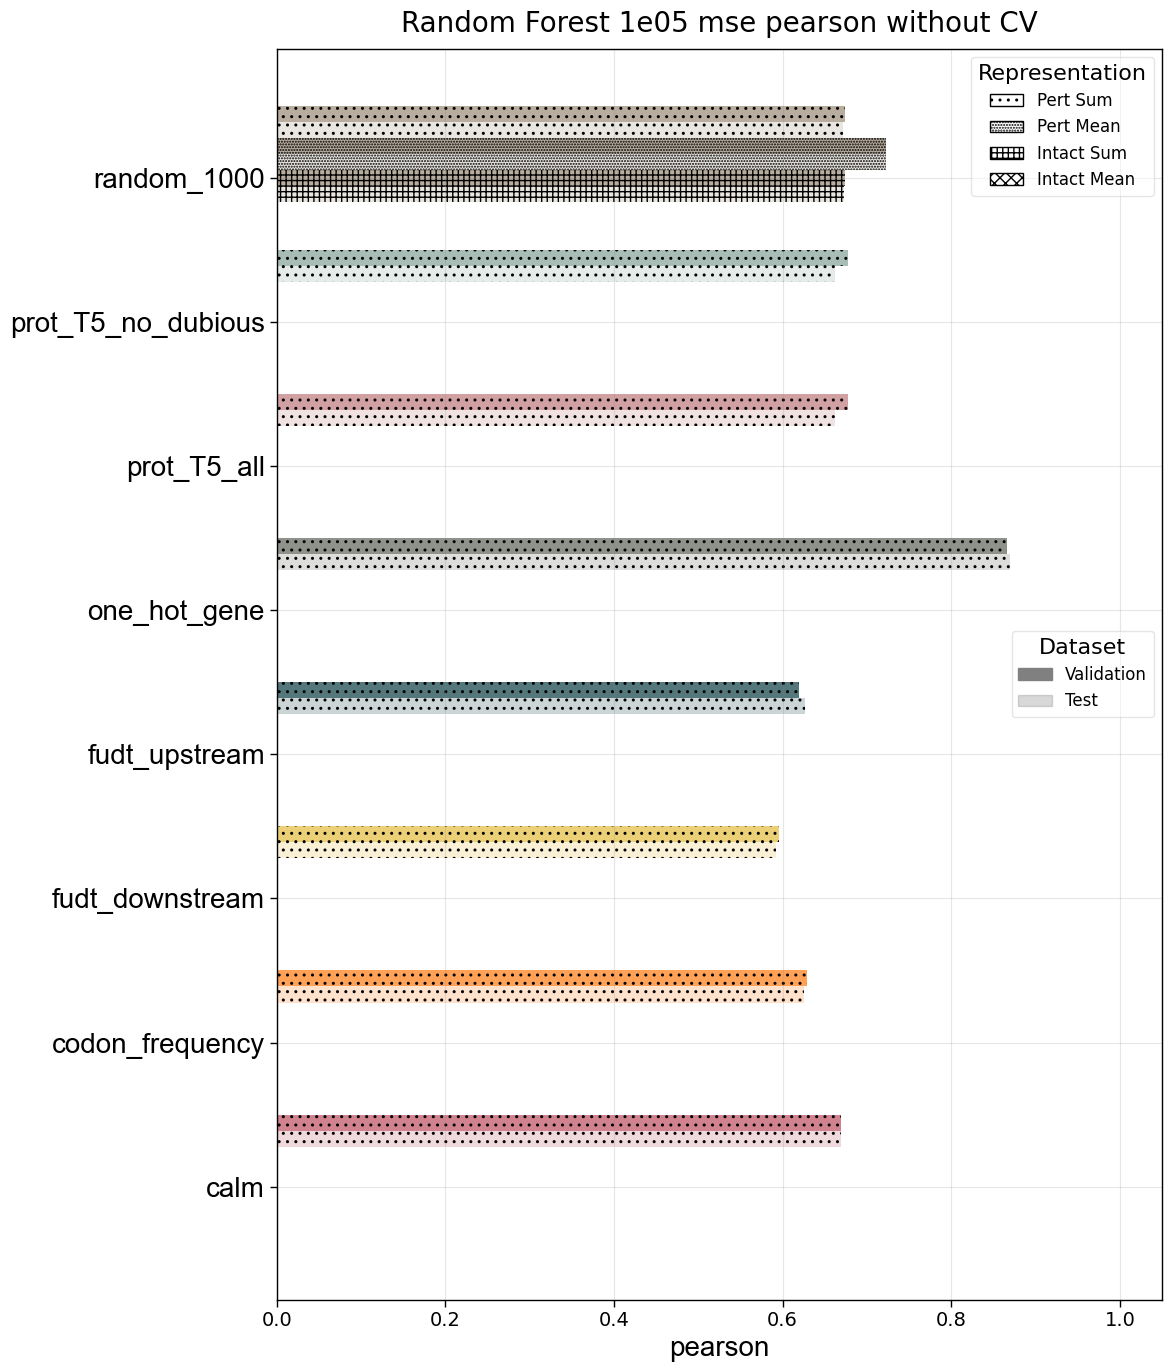 Random Forest 1e05 mse pearson without CV
Representation
Pert Sum
Pert Mean
Intact Sum
Intact Mean
random_1000
prot_T5_no_dubious
prot_T5_all
one_hot_gene
Dataset
Validation
Test
fudt_upstream
fudt_downstream
codon_frequency
calm
0.0 0.2 0.4 0.6 0.8 1.0
pearson